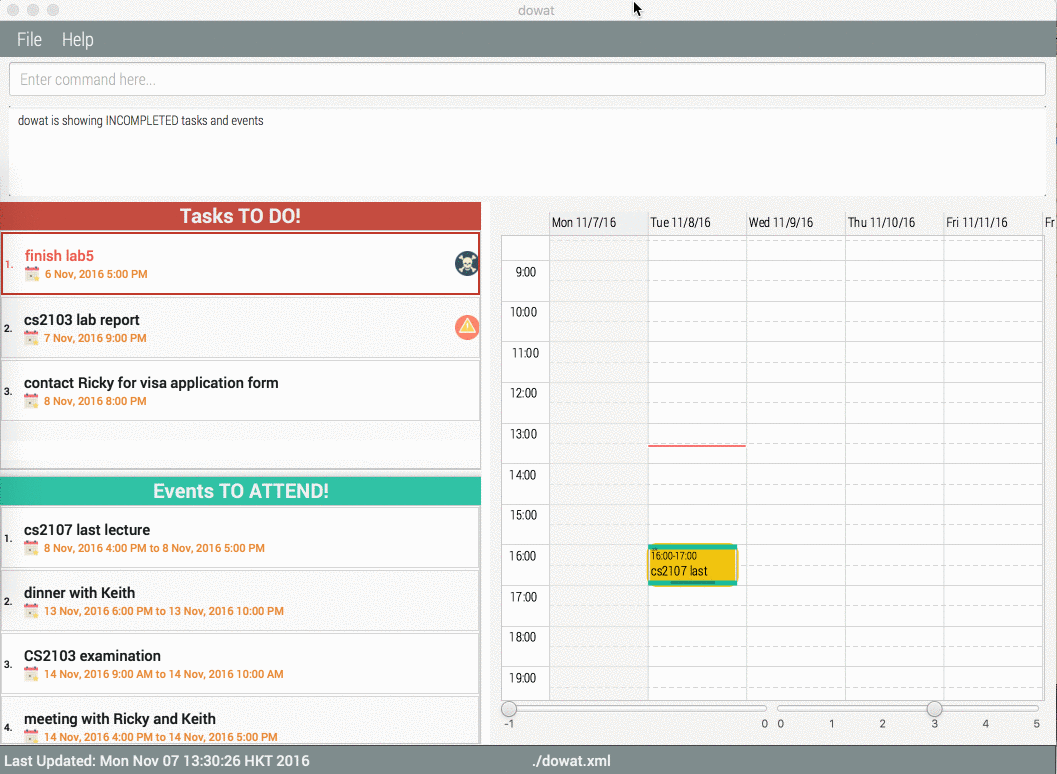 dowat
File Help
Enter command here...
dowat is showing INCOMPLETED tasks and events
Tasks TO DO!
1. finish lab5
6 Nov, 2016 5:00 PM
2. cs2103 lab report
7 Nov, 2016 9:00 PM
3. contact Ricky for visa application form
8 Nov, 2016 8:00 PM
Events TO ATTEND!
1. cs2107 last lecture
8 Nov, 2016 4:00 PM to 8 Nov, 2016 5:00 PM
2. dinner with Keith
13 Nov, 2016 6:00 PM to 13 Nov, 2016 10:00 PM
3. CS2103 examination
14 Nov, 2016 9:00 AM to 14 Nov, 2016 10:00 AM
4. meeting with Ricky and Keith
14 Nov, 2016 4:00 PM to 14 Nov, 2016 5:00 PM
Mon 11/7/16 Tue 11/8/16 Wed 11/9/16 Thu 11/10/16 Fri 11/11/16 Fr
9:00
10:00
11:00
12:00
13:00
14:00
15:00
16:00
17:00
18:00
19:00
16:00-17:00
cs2107 last
-1 0 0 1 2 3 4 5
Last Updated: Mon Nov 07 13:30:26 HKT 2016 ./dowat.xml